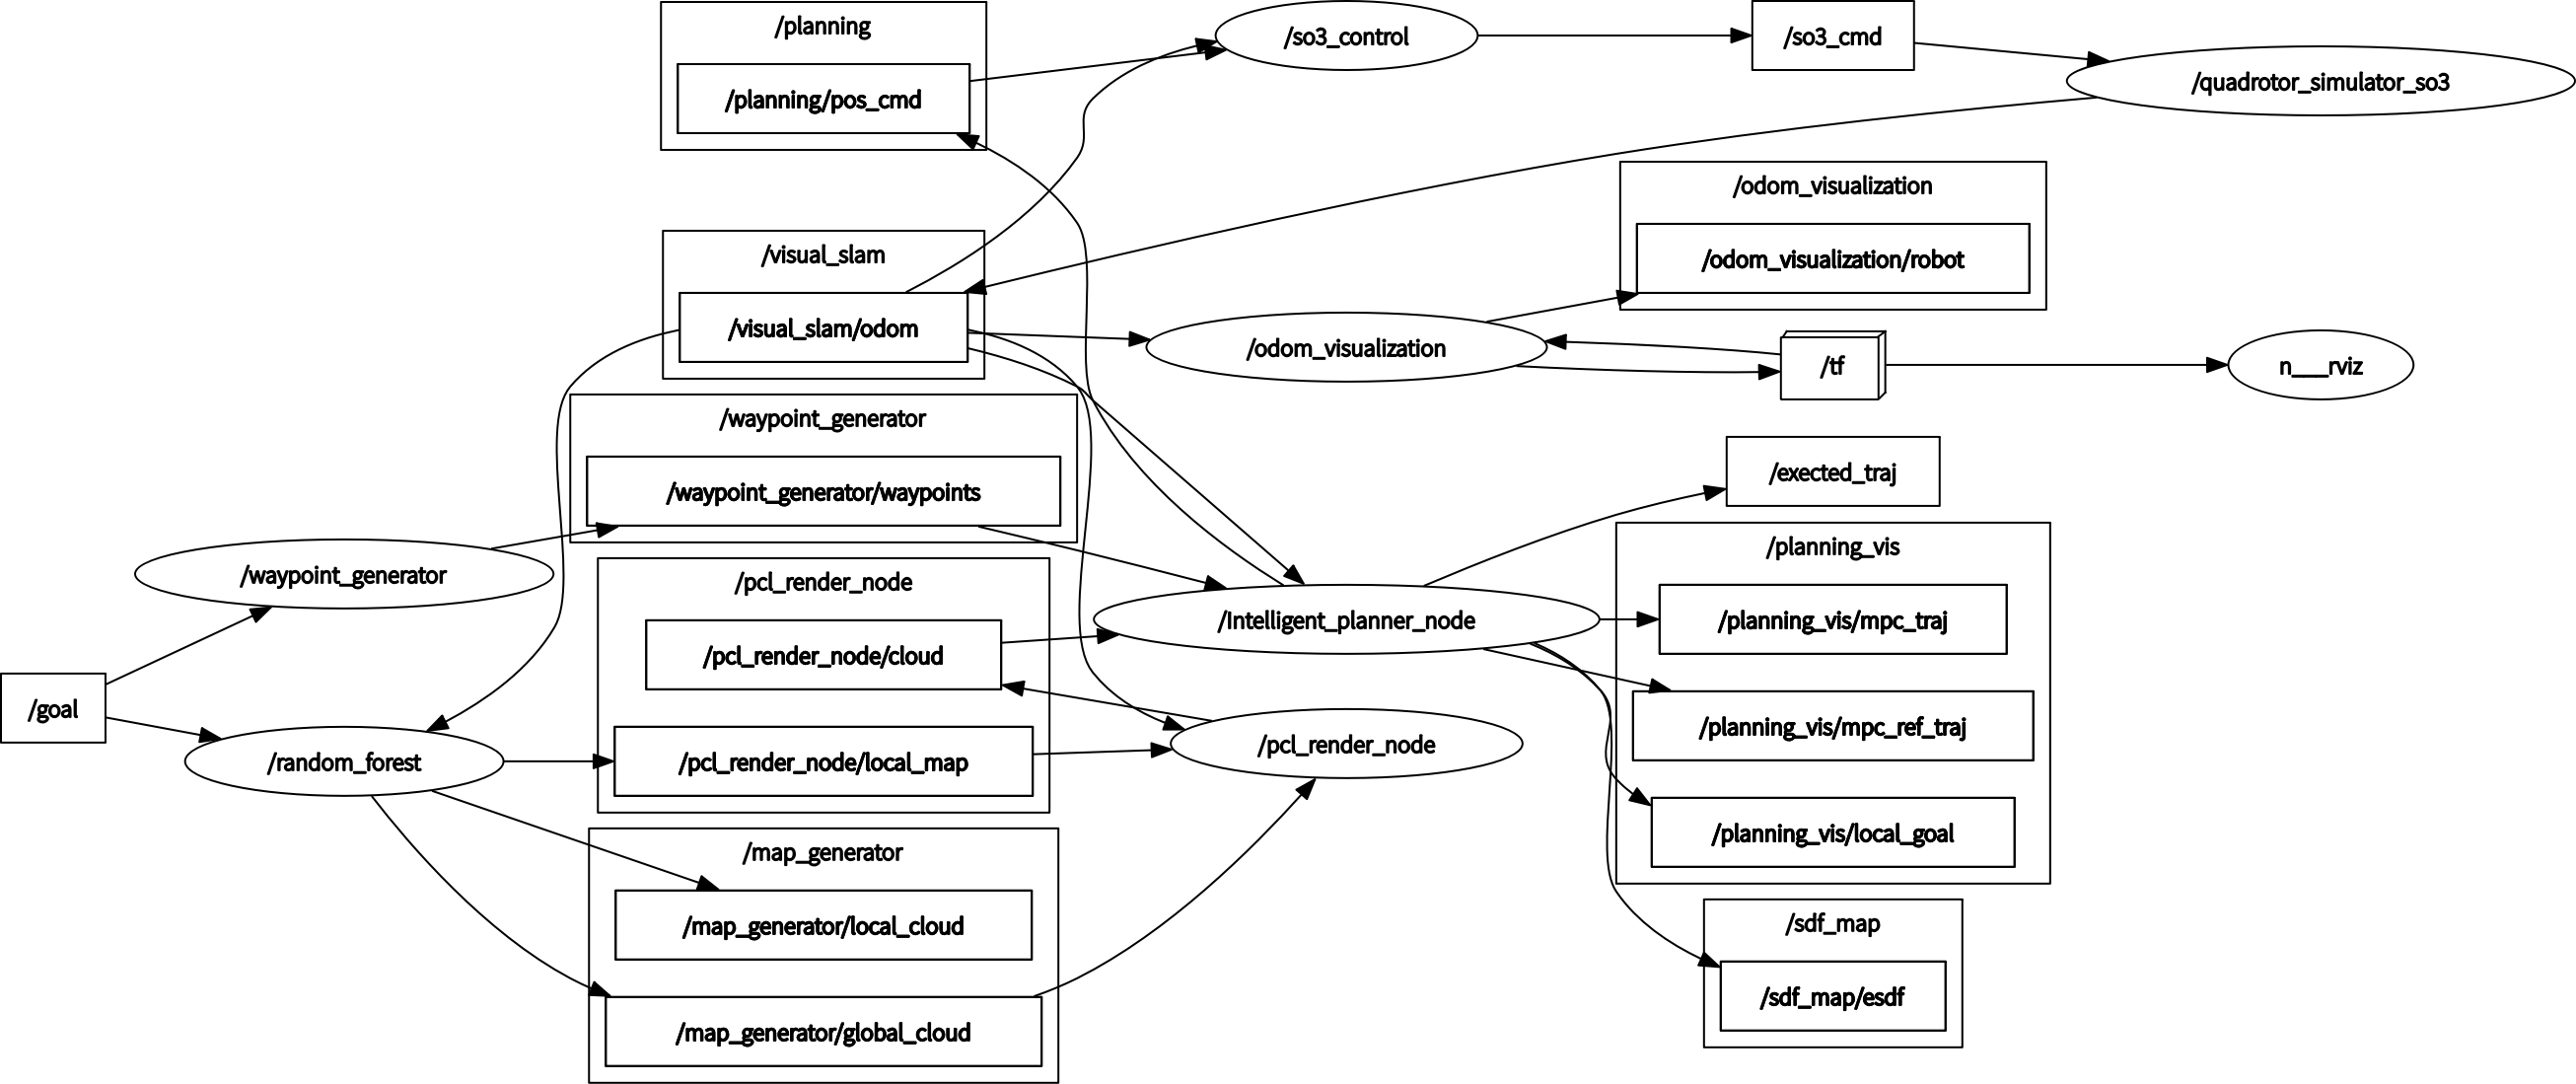 /planning
/planning/pos_cmd
/so3_control
/so3_cmd
/quadrotor_simulator_so3
/visual_slam
/visual_slam/odom
/odom_visualization
/odom_visualization
/odom_visualization/robot
/tf
n___rviz
/waypoint_generator
/waypoint_generator/waypoints
/waypoint_generator
/goal
/random_forest
/pcl_render_node
/pcl_render_node/cloud
/pcl_render_node/local_map
/Intelligent_planner_node
/pcl_render_node
/exected_traj
/planning_vis
/planning_vis/mpc_traj
/planning_vis/mpc_ref_traj
/planning_vis/local_goal
/map_generator
/map_generator/local_cloud
/map_generator/global_cloud
/sdf_map
/sdf_map/esdf